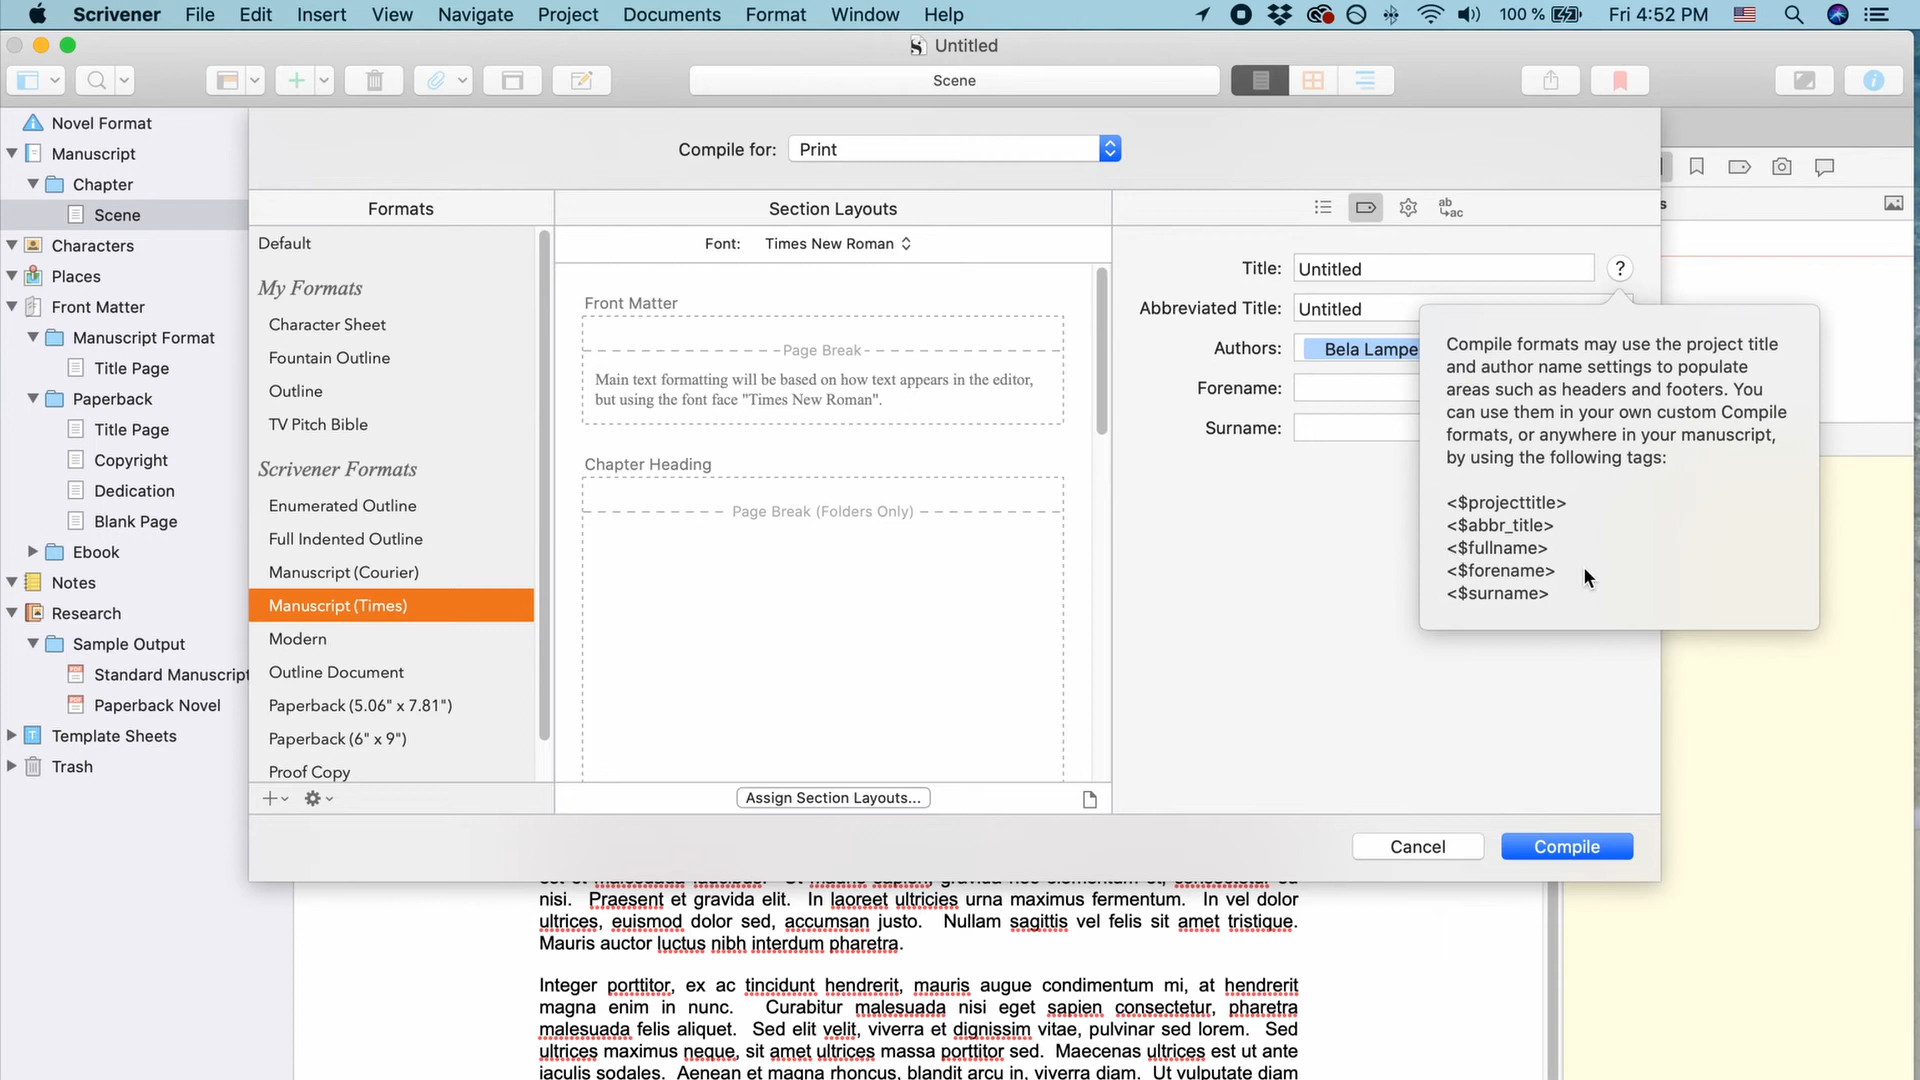 Scrivener File Edit Insert View Navigate Project Documents Format Window Help 100 % Fri 4:52 PM
Untitled
Scene
Novel Format
Manuscript
Chapter
Scene
Characters
Places
Front Matter
Manuscript Format
Title Page
Paperback
Title Page
Copyright
Dedication
Blank Page
Ebook
Notes
Research
Sample Output
Standard Manuscript
Paperback Novel
Template Sheets
Trash
Compile for: Print
Formats
Default
My Formats
Character Sheet
Fountain Outline
Outline
TV Pitch Bible
Scrivener Formats
Enumerated Outline
Full Indented Outline
Manuscript (Courier)
Manuscript (Times)
Modern
Outline Document
Paperback (5.06" x 7.81")
Paperback (6" x 9")
Proof Copy
Section Layouts
Font: Times New Roman
Front Matter
Page Break
Main text formatting will be based on how text appears in the editor,
but using the font face "Times New Roman".
Chapter Heading
Page Break (Folders Only)
Assign Section Layouts...
ab
ac
Title: Untitled ?
Abbreviated Title: Untitled
Authors: Bela Lampe
Forename:
Surname:
Compile formats may use the project title
and author name settings to populate
areas such as headers and footers. You
can use them in your own custom Compile
formats, or anywhere in your manuscript,
by using the following tags:
<$projecttitle>
<$abbr_title>
<$fullname>
<$forename>
<$surname>
Cancel Compile
nisi. Praesent et gravida elit. In laoreet ultricies urna maximus fermentum. In vel dolor
ultrices, euismod dolor sed, accumsan justo. Nullam sagittis vel felis sit amet tristique.
Mauris auctor luctus nibh interdum pharetra.
Integer porttitor, ex ac tincidunt hendrerit, mauris augue condimentum mi, at hendrerit
magna enim in nunc. Curabitur malesuada nisi eget sapien consectetur, pharetra
malesuada felis aliquet. Sed elit velit, viverra et dignissim vitae, pulvinar sed lorem. Sed
ultrices maximus neque, sit amet ultrices massa porttitor sed. Maecenas ultrices est ut ante
iaculis sodales. Aenean et magna rhoncus, blandit arcu in, viverra diam. Ut vulputate diam